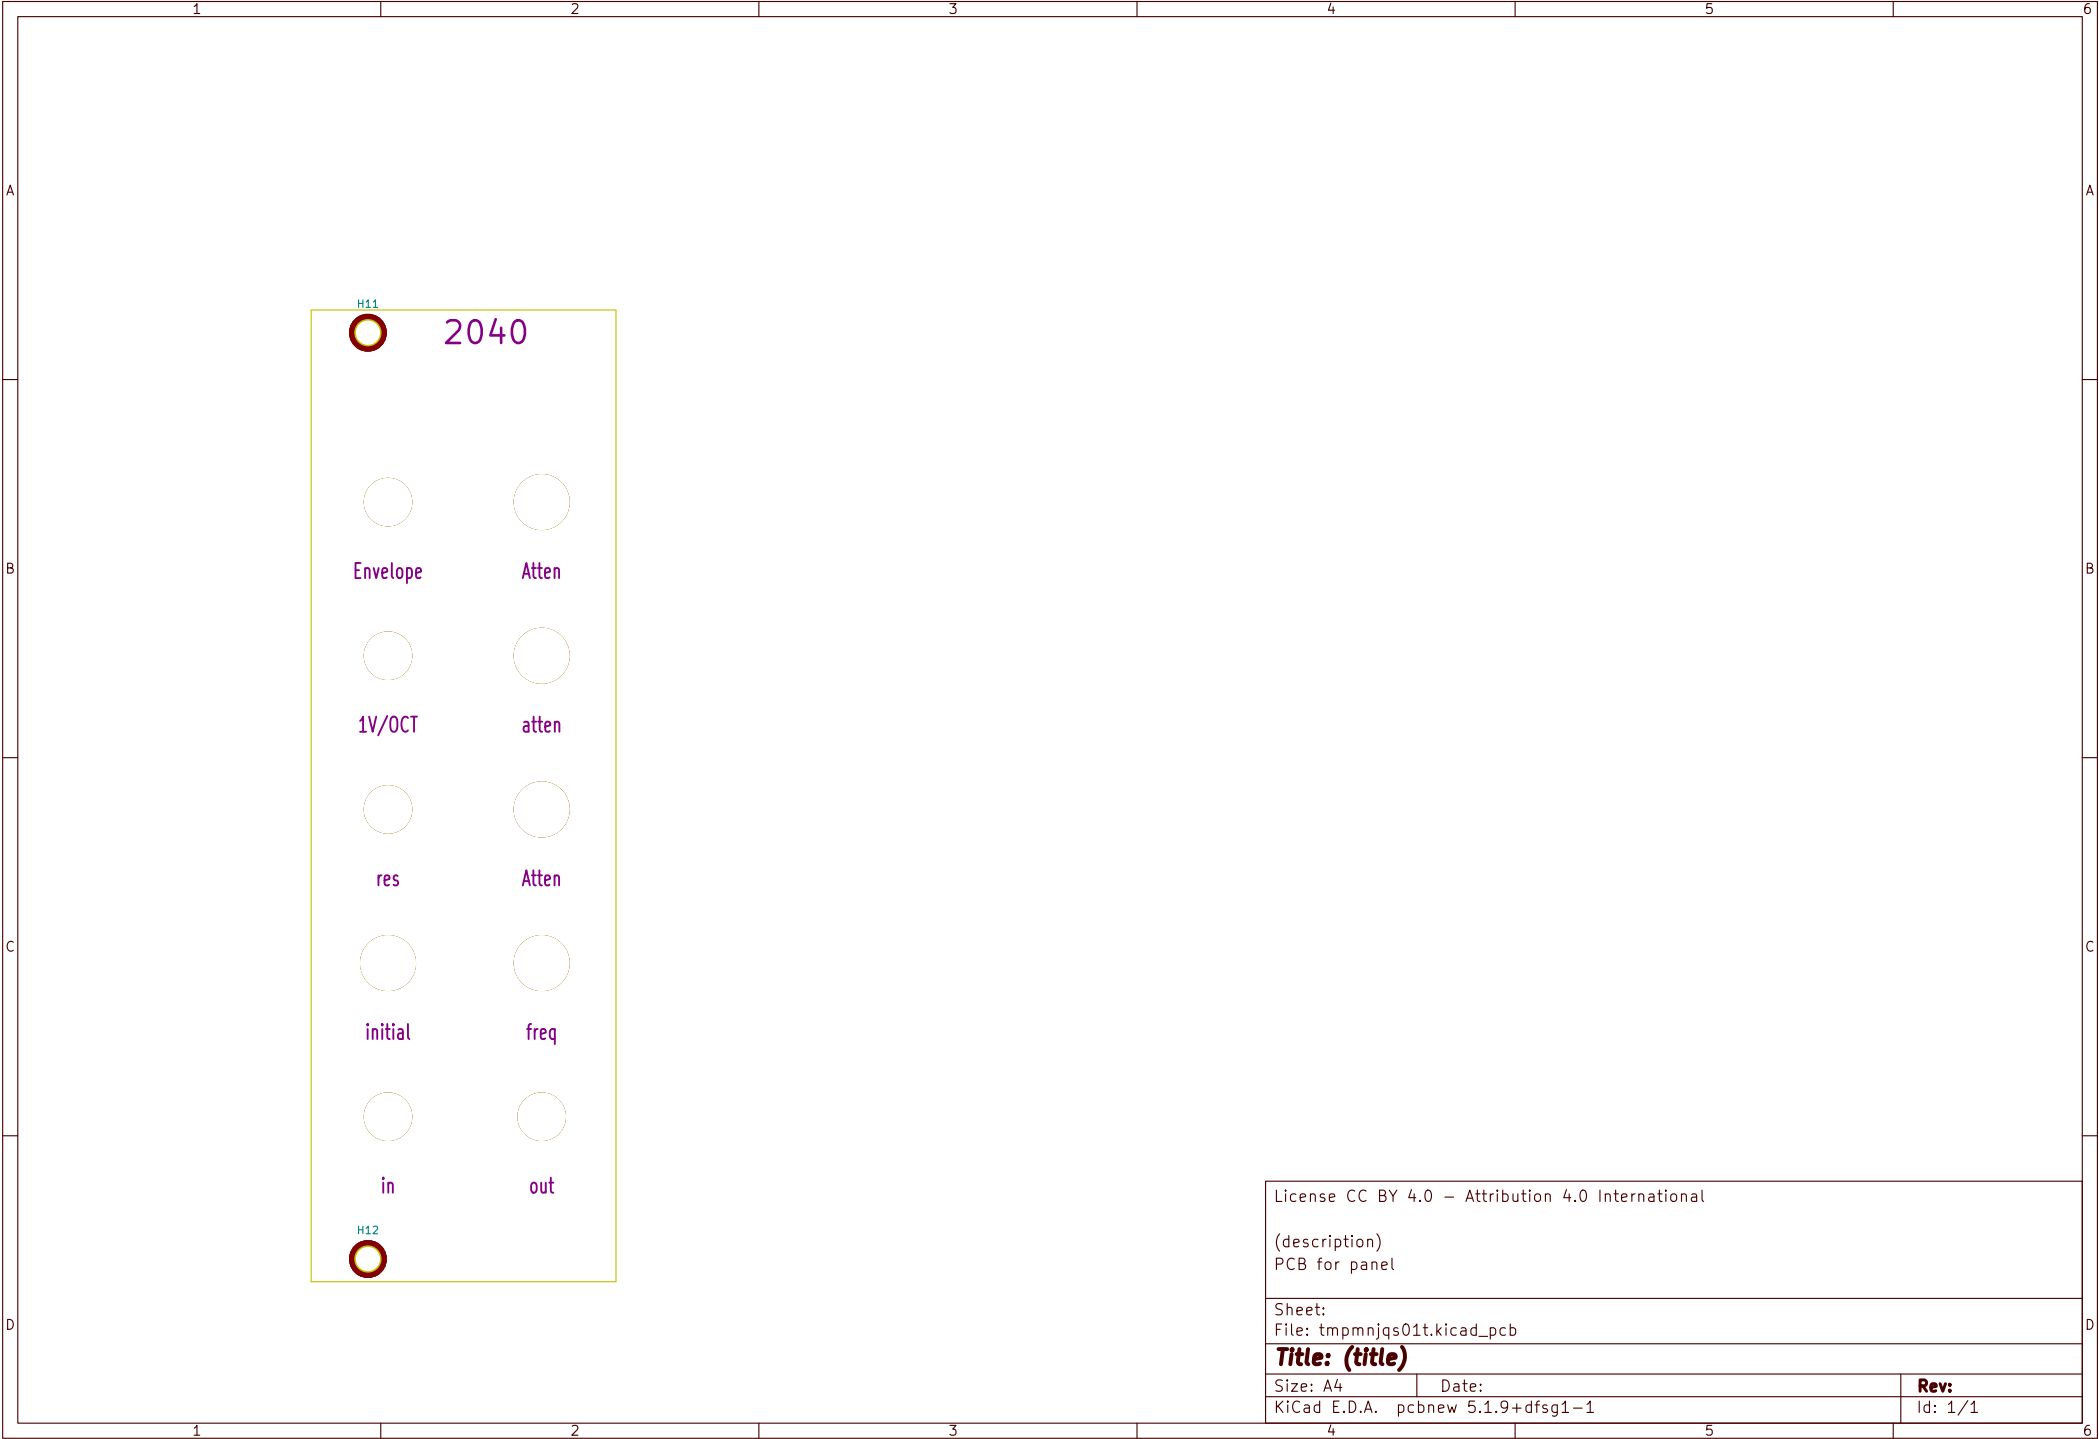 1 2 3 4 5 6
A A
H11
2040
Envelope Atten
B B
1V/OCT atten
res Atten
C C
initial freq
in out
H12
License CC BY 4.0 - Attribution 4.0 International
(description)
PCB for panel
Sheet:
D D
File: tmpmnjqs01t.kicad_pcb
Title: (title)
Size: A4 Date: Rev:
KiCad E.D.A. pcbnew 5.1.9+dfsg1-1 Id: 1/1
1 2 3 4 5 6